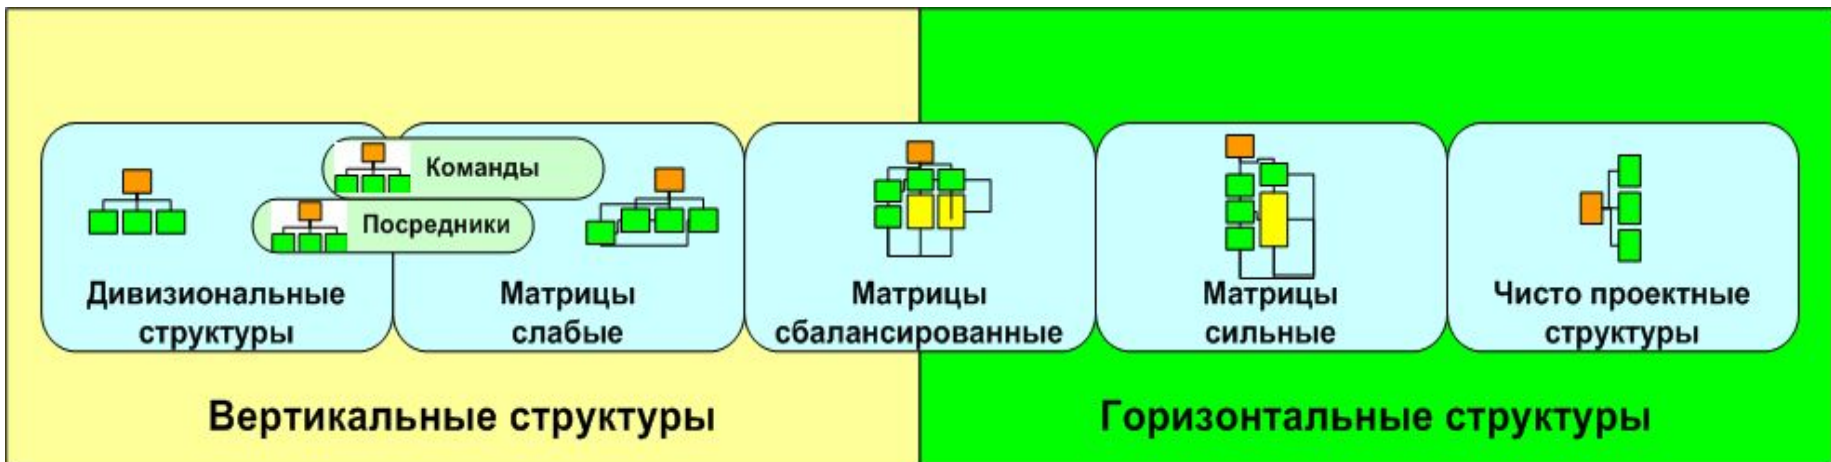 Команды
Посредники
Дивизиональные
структуры
Матрицы
слабые
Матрицы
сбалансированные
Матрицы
сильные
Чисто проектные
структуры
Вертикальные структуры
Горизонтальные структуры